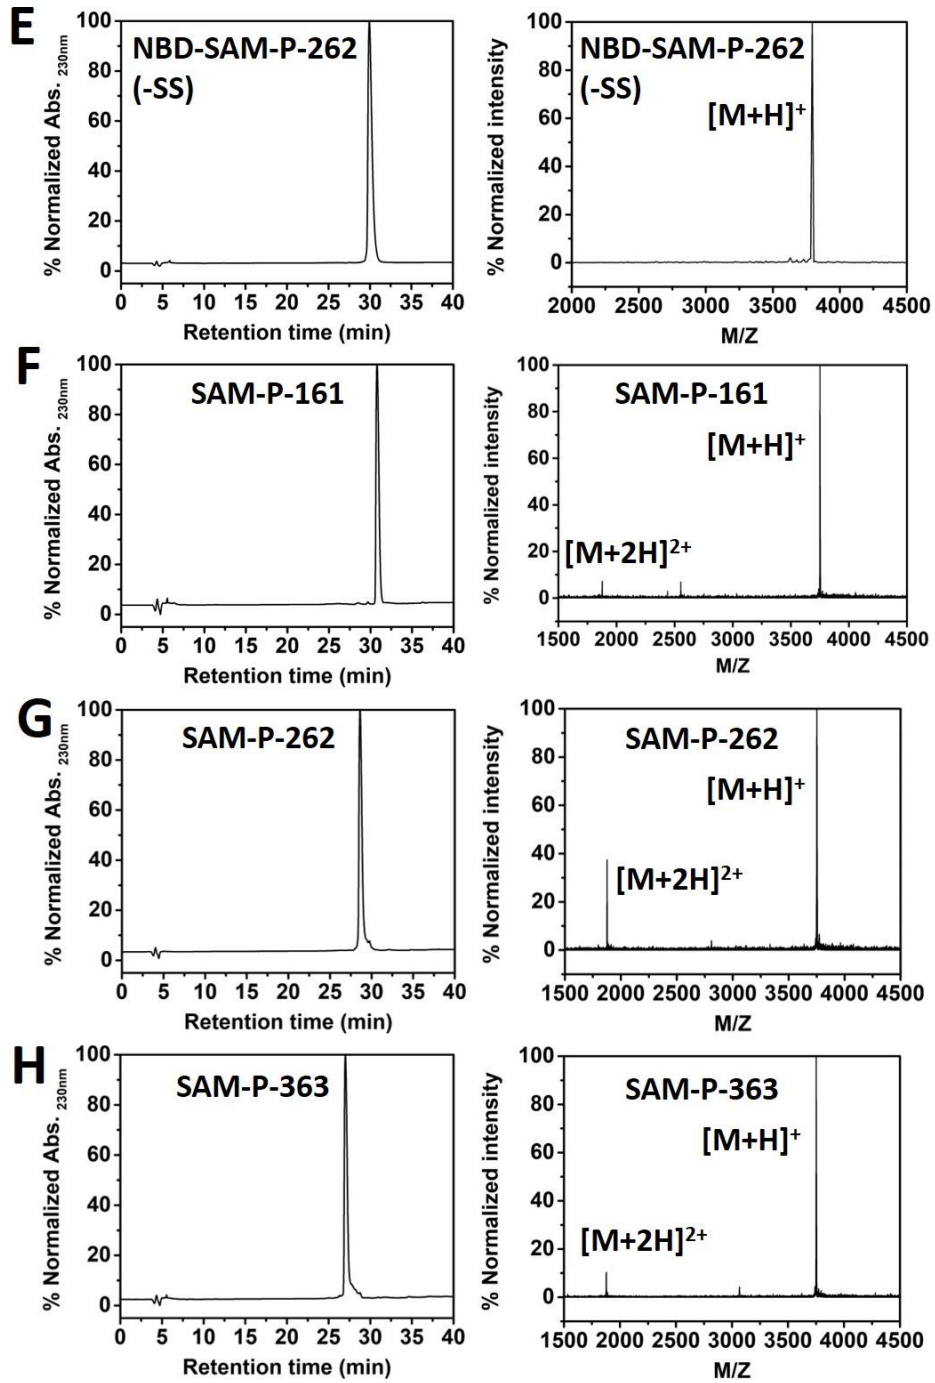 E
NBD-SAM-P-262
(-SS)
% Normalized Abs. 230nm
100
80
60
40
20
0
0 5 10 15 20 25 30 35 40
Retention time (min)
NBD-SAM-P-262
(-SS)
[M+H]+
% Normalized intensity
100
80
60
40
20
0
2000 2500 3000 3500 4000 4500
M/Z
F
SAM-P-161
% Normalized Abs. 230nm
100
80
60
40
20
0
0 5 10 15 20 25 30 35 40
Retention time (min)
SAM-P-161
[M+H]+
[M+2H]2+
% Normalized intensity
100
80
60
40
20
0
1500 2000 2500 3000 3500 4000 4500
M/Z
G
SAM-P-262
% Normalized Abs. 230nm
100
80
60
40
20
0
0 5 10 15 20 25 30 35 40
Retention time (min)
SAM-P-262
[M+H]+
[M+2H]2+
% Normalized intensity
100
80
60
40
20
0
1500 2000 2500 3000 3500 4000 4500
M/Z
H
SAM-P-363
% Normalized Abs. 230nm
100
80
60
40
20
0
0 5 10 15 20 25 30 35 40
Retention time (min)
SAM-P-363
[M+H]+
[M+2H]2+
% Normalized intensity
100
80
60
40
20
0
1500 2000 2500 3000 3500 4000 4500
M/Z